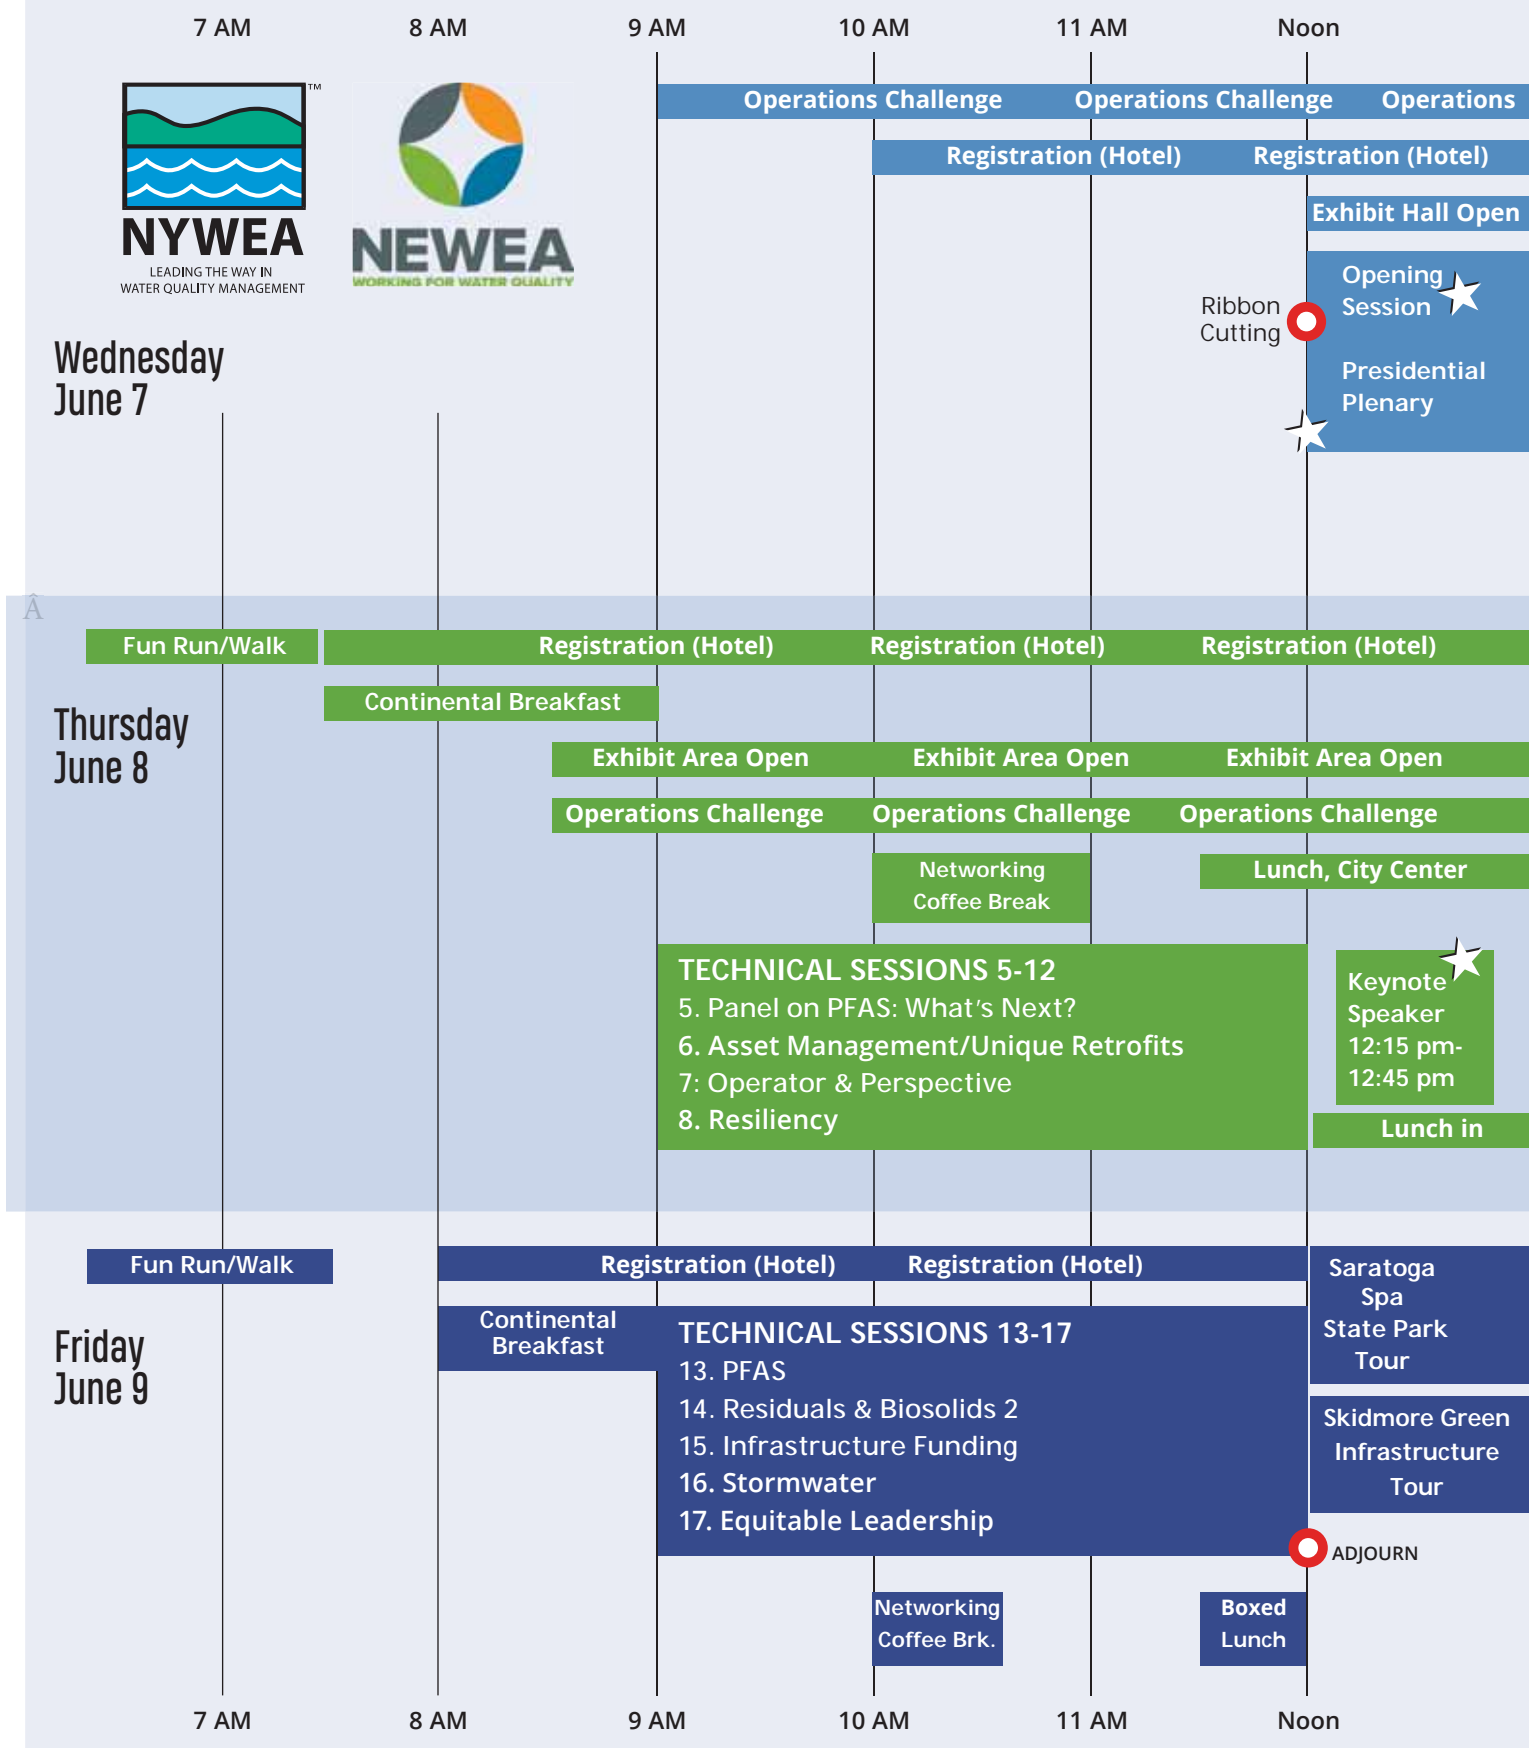 7 AM 8 AM 9 AM 10 AM 11 AM Noon
Operations Challenge Operations Challenge Operations
Registration (Hotel) Registration (Hotel)
Exhibit Hall Open
NYWEA
TM
LEADING THE WAY IN
WATER QUALITY MANAGEMENT
NEWEA
WORKING FOR WATER QUALITY
Opening
Session
Ribbon
Cutting
Presidential
Plenary
Wednesday
June 7
Â
Fun Run/Walk Registration (Hotel) Registration (Hotel) Registration (Hotel)
Continental Breakfast
Thursday
June 8
Exhibit Area Open Exhibit Area Open Exhibit Area Open
Operations Challenge Operations Challenge Operations Challenge
Networking
Coffee Break
Lunch, City Center
TECHNICAL SESSIONS 5-12
5. Panel on PFAS: What's Next?
6. Asset Management/Unique Retrofits
7: Operator & Perspective
8. Resiliency
Keynote
Speaker
12:15 pm-
12:45 pm
Lunch in
Fun Run/Walk Registration (Hotel) Registration (Hotel)
Saratoga
Spa
State Park
Tour
Continental
Breakfast
Friday
June 9
TECHNICAL SESSIONS 13-17
13. PFAS
14. Residuals & Biosolids 2
15. Infrastructure Funding
16. Stormwater
17. Equitable Leadership
Skidmore Green
Infrastructure
Tour
ADJOURN
Networking
Coffee Brk.
Boxed
Lunch
7 AM 8 AM 9 AM 10 AM 11 AM Noon